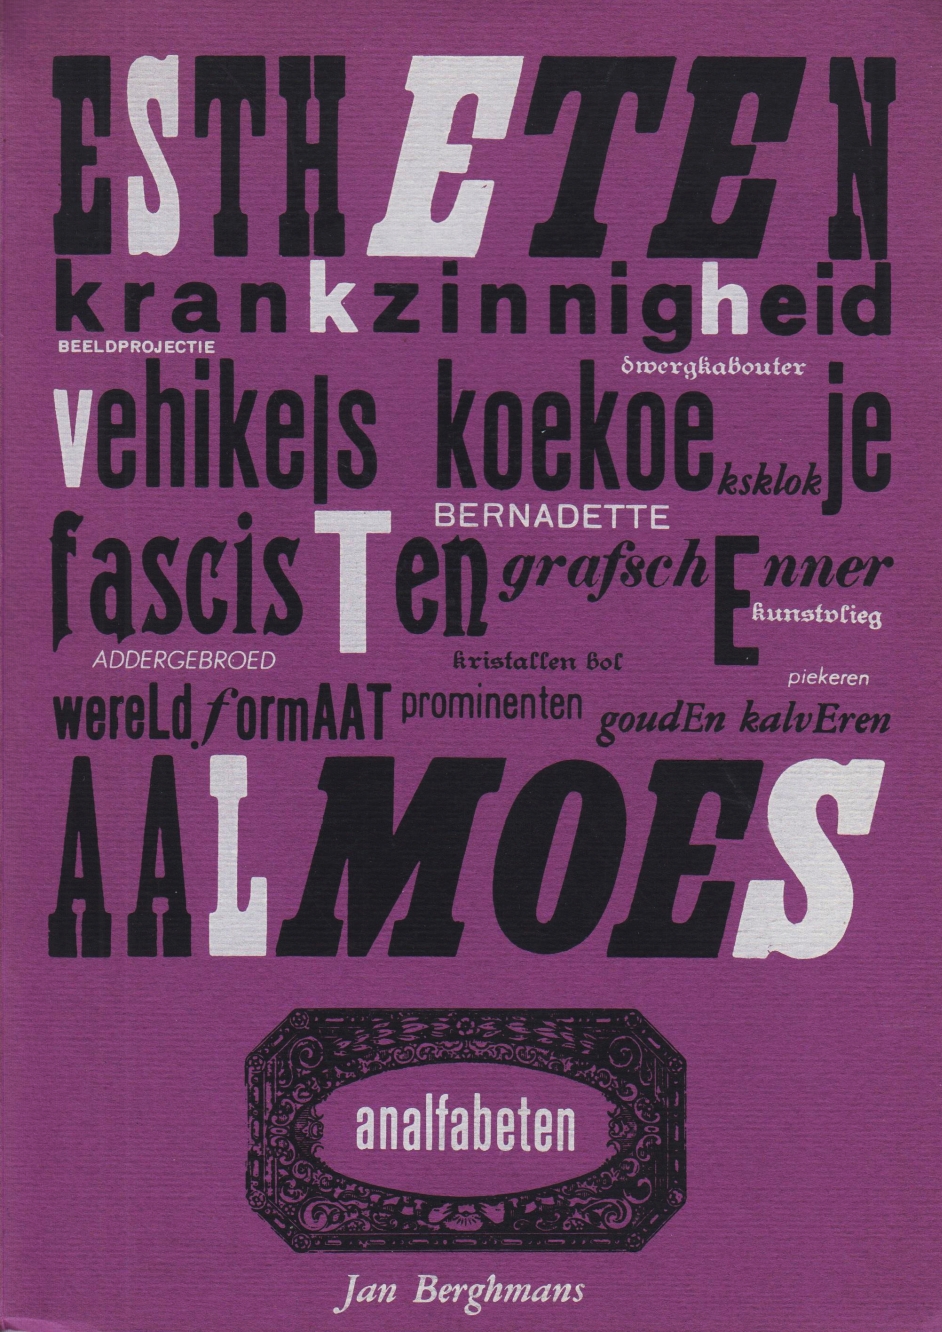 ESTHETEN
krankzinnigheid
BEELDPROJECTIE
dwergkabouter
vehikels koekoeksklokje
BERNADETTE
fascisTen grafschEnner
kunstvlieg
ADDERGEBROED
kristallen bol
piekeren
wereLd formAAT prominenten goudEn kalvEren
AALMOES
analfabeten
Jan Berghmans